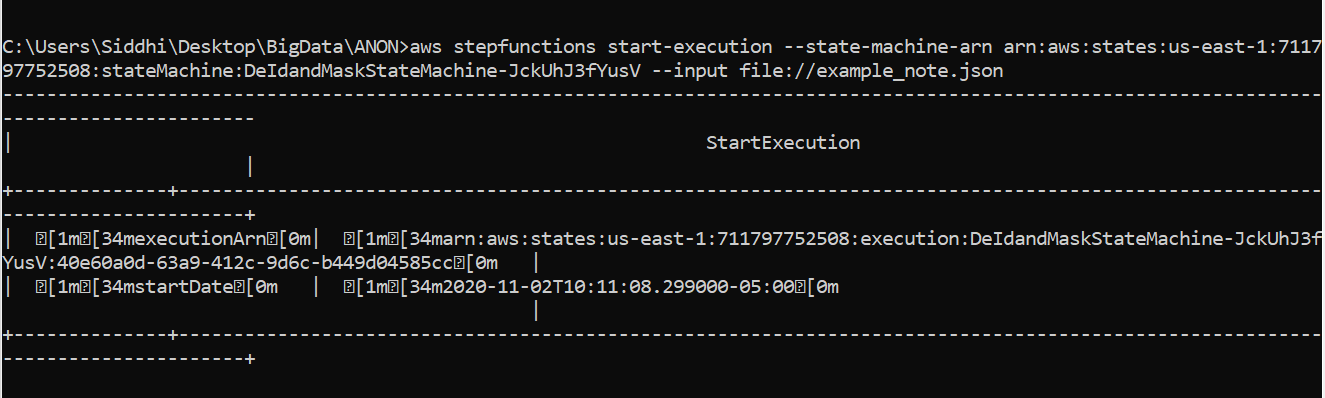 C:\Users\Siddhi\Desktop\BigData\ANON>aws stepfunctions start-execution --state-machine-arn arn:aws:states:us-east-1:7117
97752508:stateMachine:DeIdandMaskStateMachine-JckUhJ3fYusV --input file://example_note.json
------------------------------------------------------------------------------------------------------------------------
-----------------------
|                                                               StartExecution
                      |
+--------------+--------------------------------------------------------------------------------------------------------
----------------------+
|  ⍰[1m⍰[34mexecutionArn⍰[0m|  ⍰[1m⍰[34marn:aws:states:us-east-1:711797752508:execution:DeIdandMaskStateMachine-JckUhJ3f
YusV:40e60a0d-63a9-412c-9d6c-b449d04585cc⍰[0m   |
|  ⍰[1m⍰[34mstartDate⍰[0m   |  ⍰[1m⍰[34m2020-11-02T10:11:08.299000-05:00⍰[0m
                                                |
+--------------+--------------------------------------------------------------------------------------------------------
----------------------+